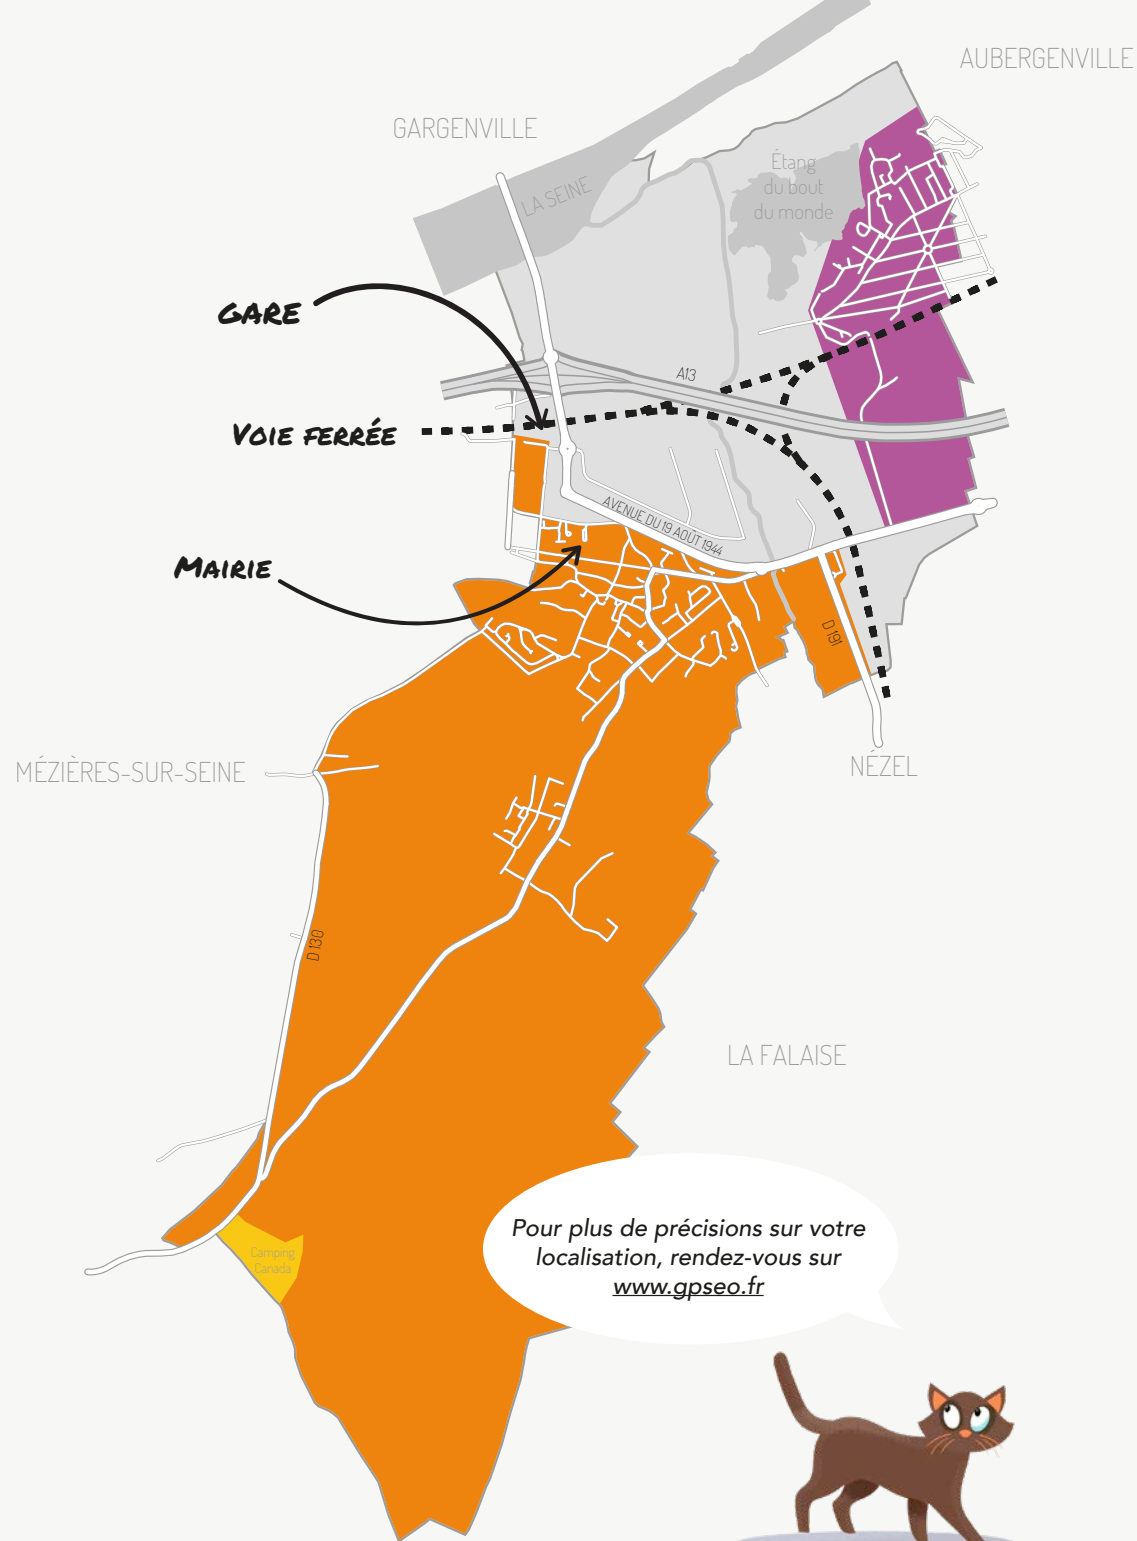 AUBERGENVILLE
GARGENVILLE
Étang
du bout
du monde
LA SEINE
GARE
A13
VOIE FERRÉE
AVENUE DU 19 AOÛT 1944
MAIRIE
D 191
MÉZIÈRES-SUR-SEINE
NÉZEL
D 130
LA FALAISE
Pour plus de précisions sur votre
localisation, rendez-vous sur
www.gpseo.fr
Camping
Canada